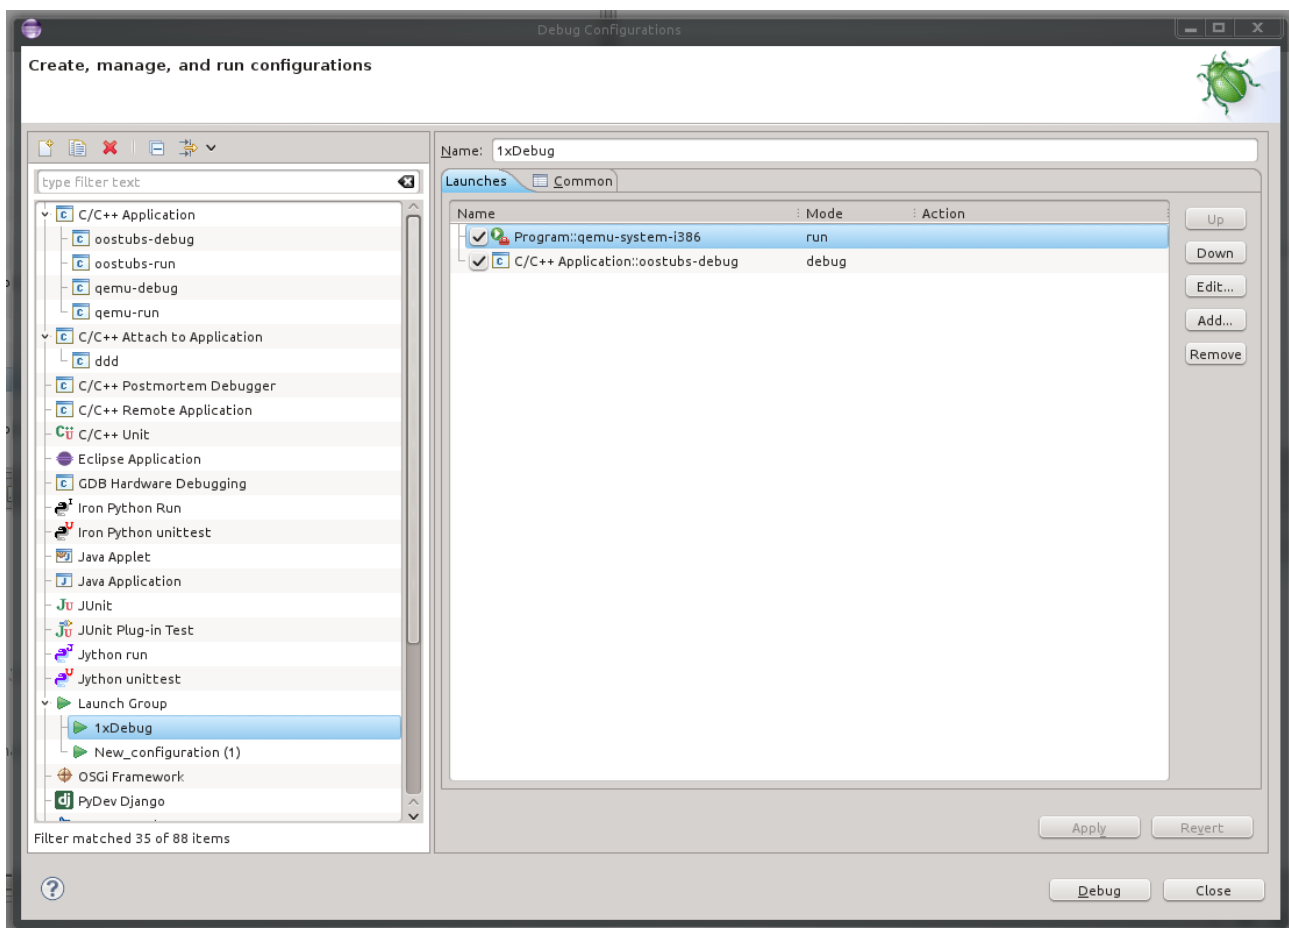 Debug Configurations
Create, manage, and run configurations
type filter text
C/C++ Application
oostubs-debug
oostubs-run
qemu-debug
qemu-run
C/C++ Attach to Application
ddd
C/C++ Postmortem Debugger
C/C++ Remote Application
C/C++ Unit
Eclipse Application
GDB Hardware Debugging
Iron Python Run
Iron Python unittest
Java Applet
Java Application
JUnit
JUnit Plug-in Test
Jython run
Jython unittest
Launch Group
1xDebug
New_configuration (1)
OSGi Framework
PyDev Django
Filter matched 35 of 88 items
Name: 1xDebug
Launches Common
Name Mode Action
Program::qemu-system-i386 run
C/C++ Application::oostubs-debug debug
Up
Down
Edit...
Add...
Remove
Apply Revert
Debug Close